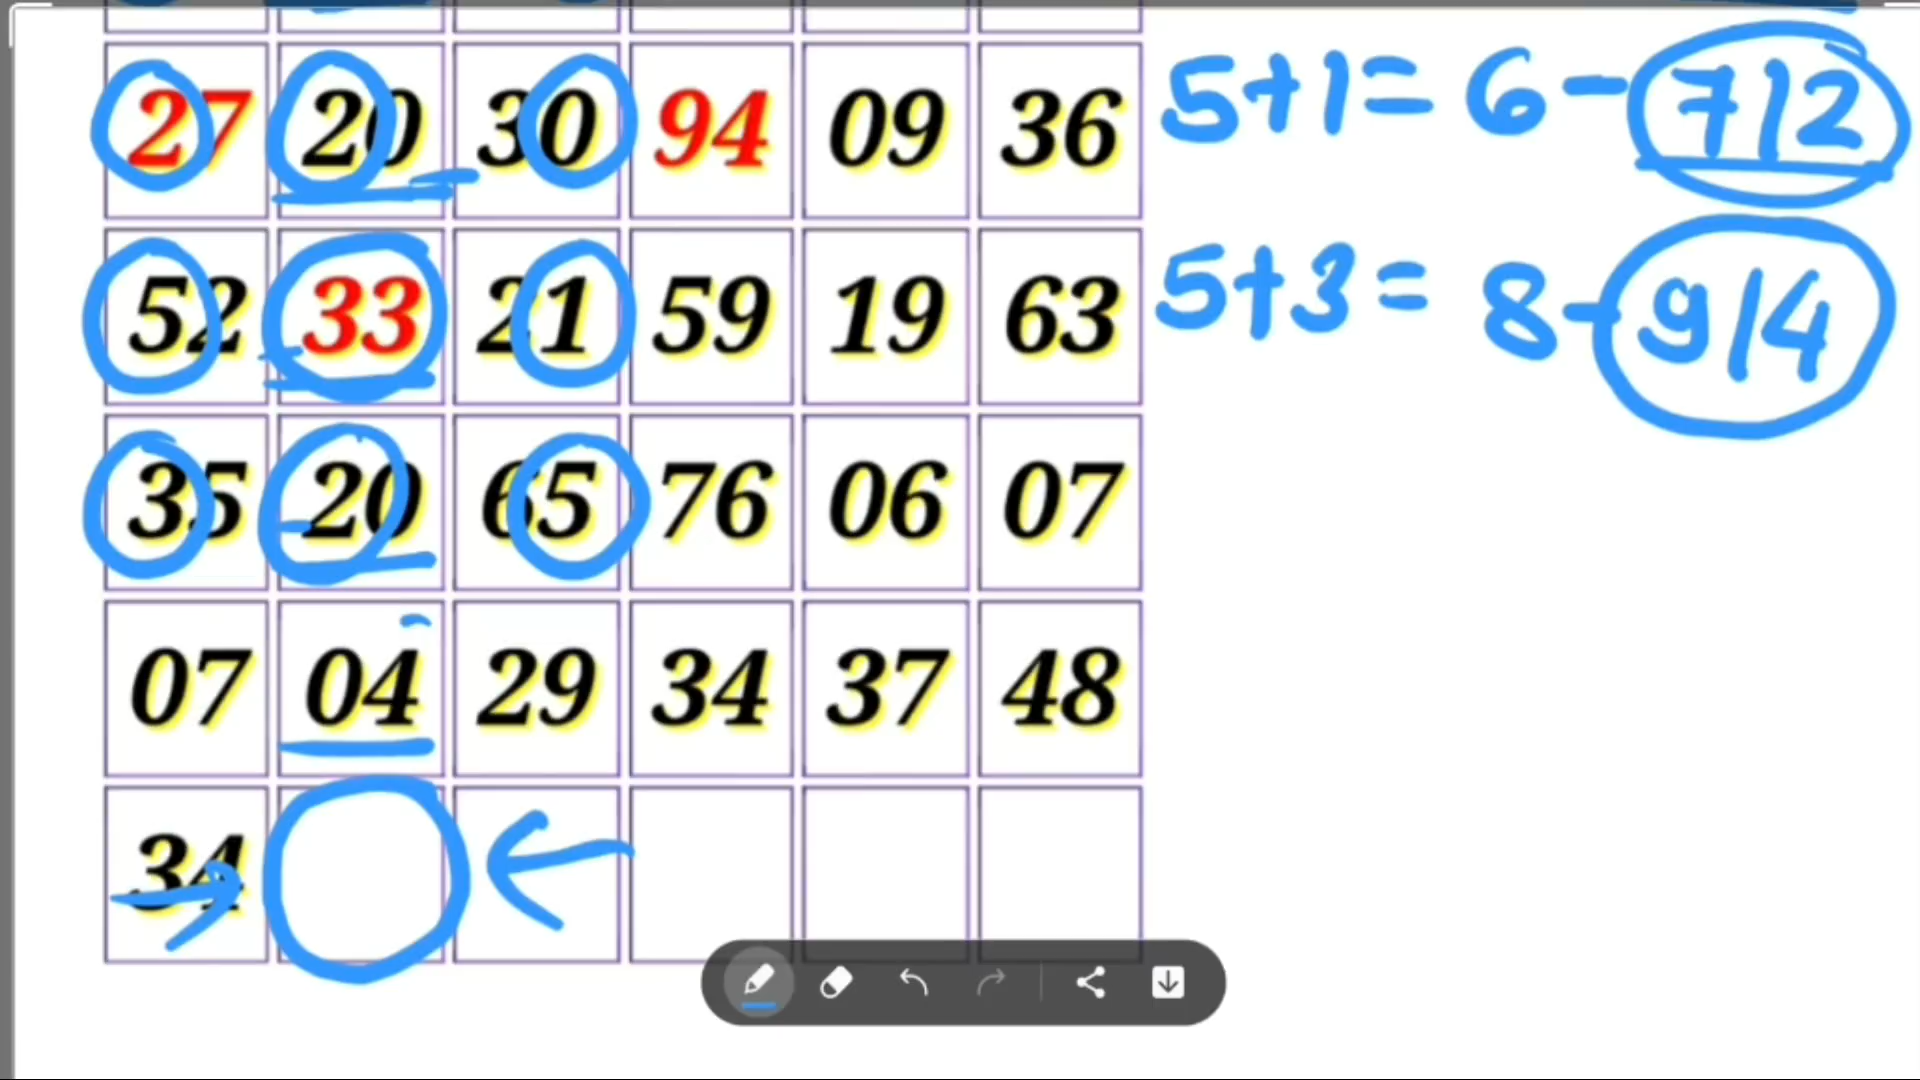 27 20 30 94 09 36 5+1= 6-7/2
52 33 21 59 19 63 5+3= 8-9/4
35 20 65 76 06 07
07 04 29 34 37 48
34